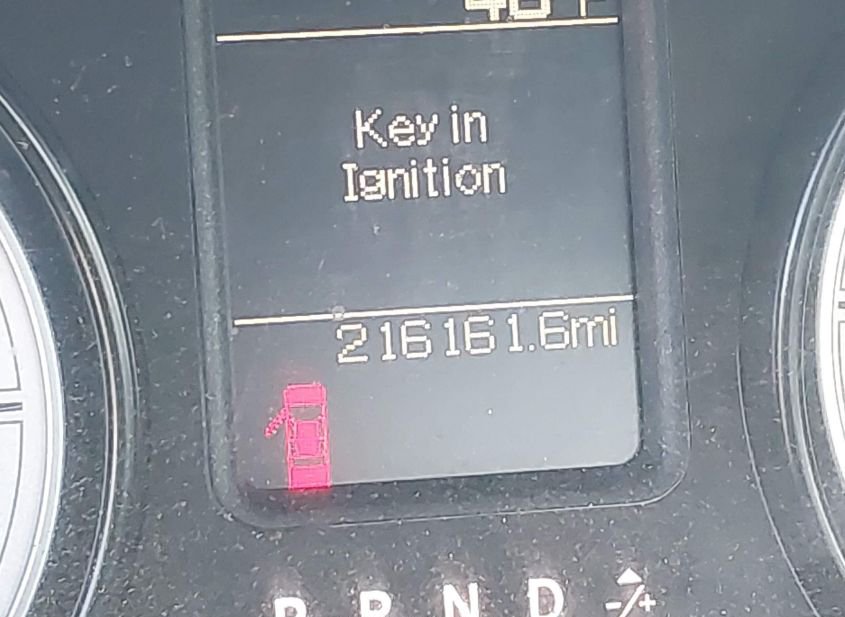 Key in
Ignition
216161.6mi
P R N D -/+